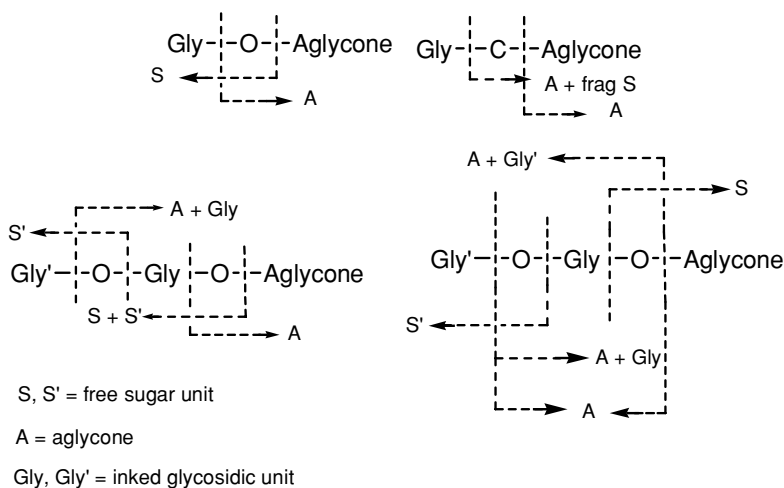 Gly-O-Aglycone
S
A
Gly-C-Aglycone
A + frag S
A
A + Gly
S'
Gly'-O-Gly-O-Aglycone
S + S'
A
A + Gly'
S
Gly'-O-Gly-O-Aglycone
S'
A + Gly
A
S, S' = free sugar unit
A = aglycone
Gly, Gly' = inked glycosidic unit